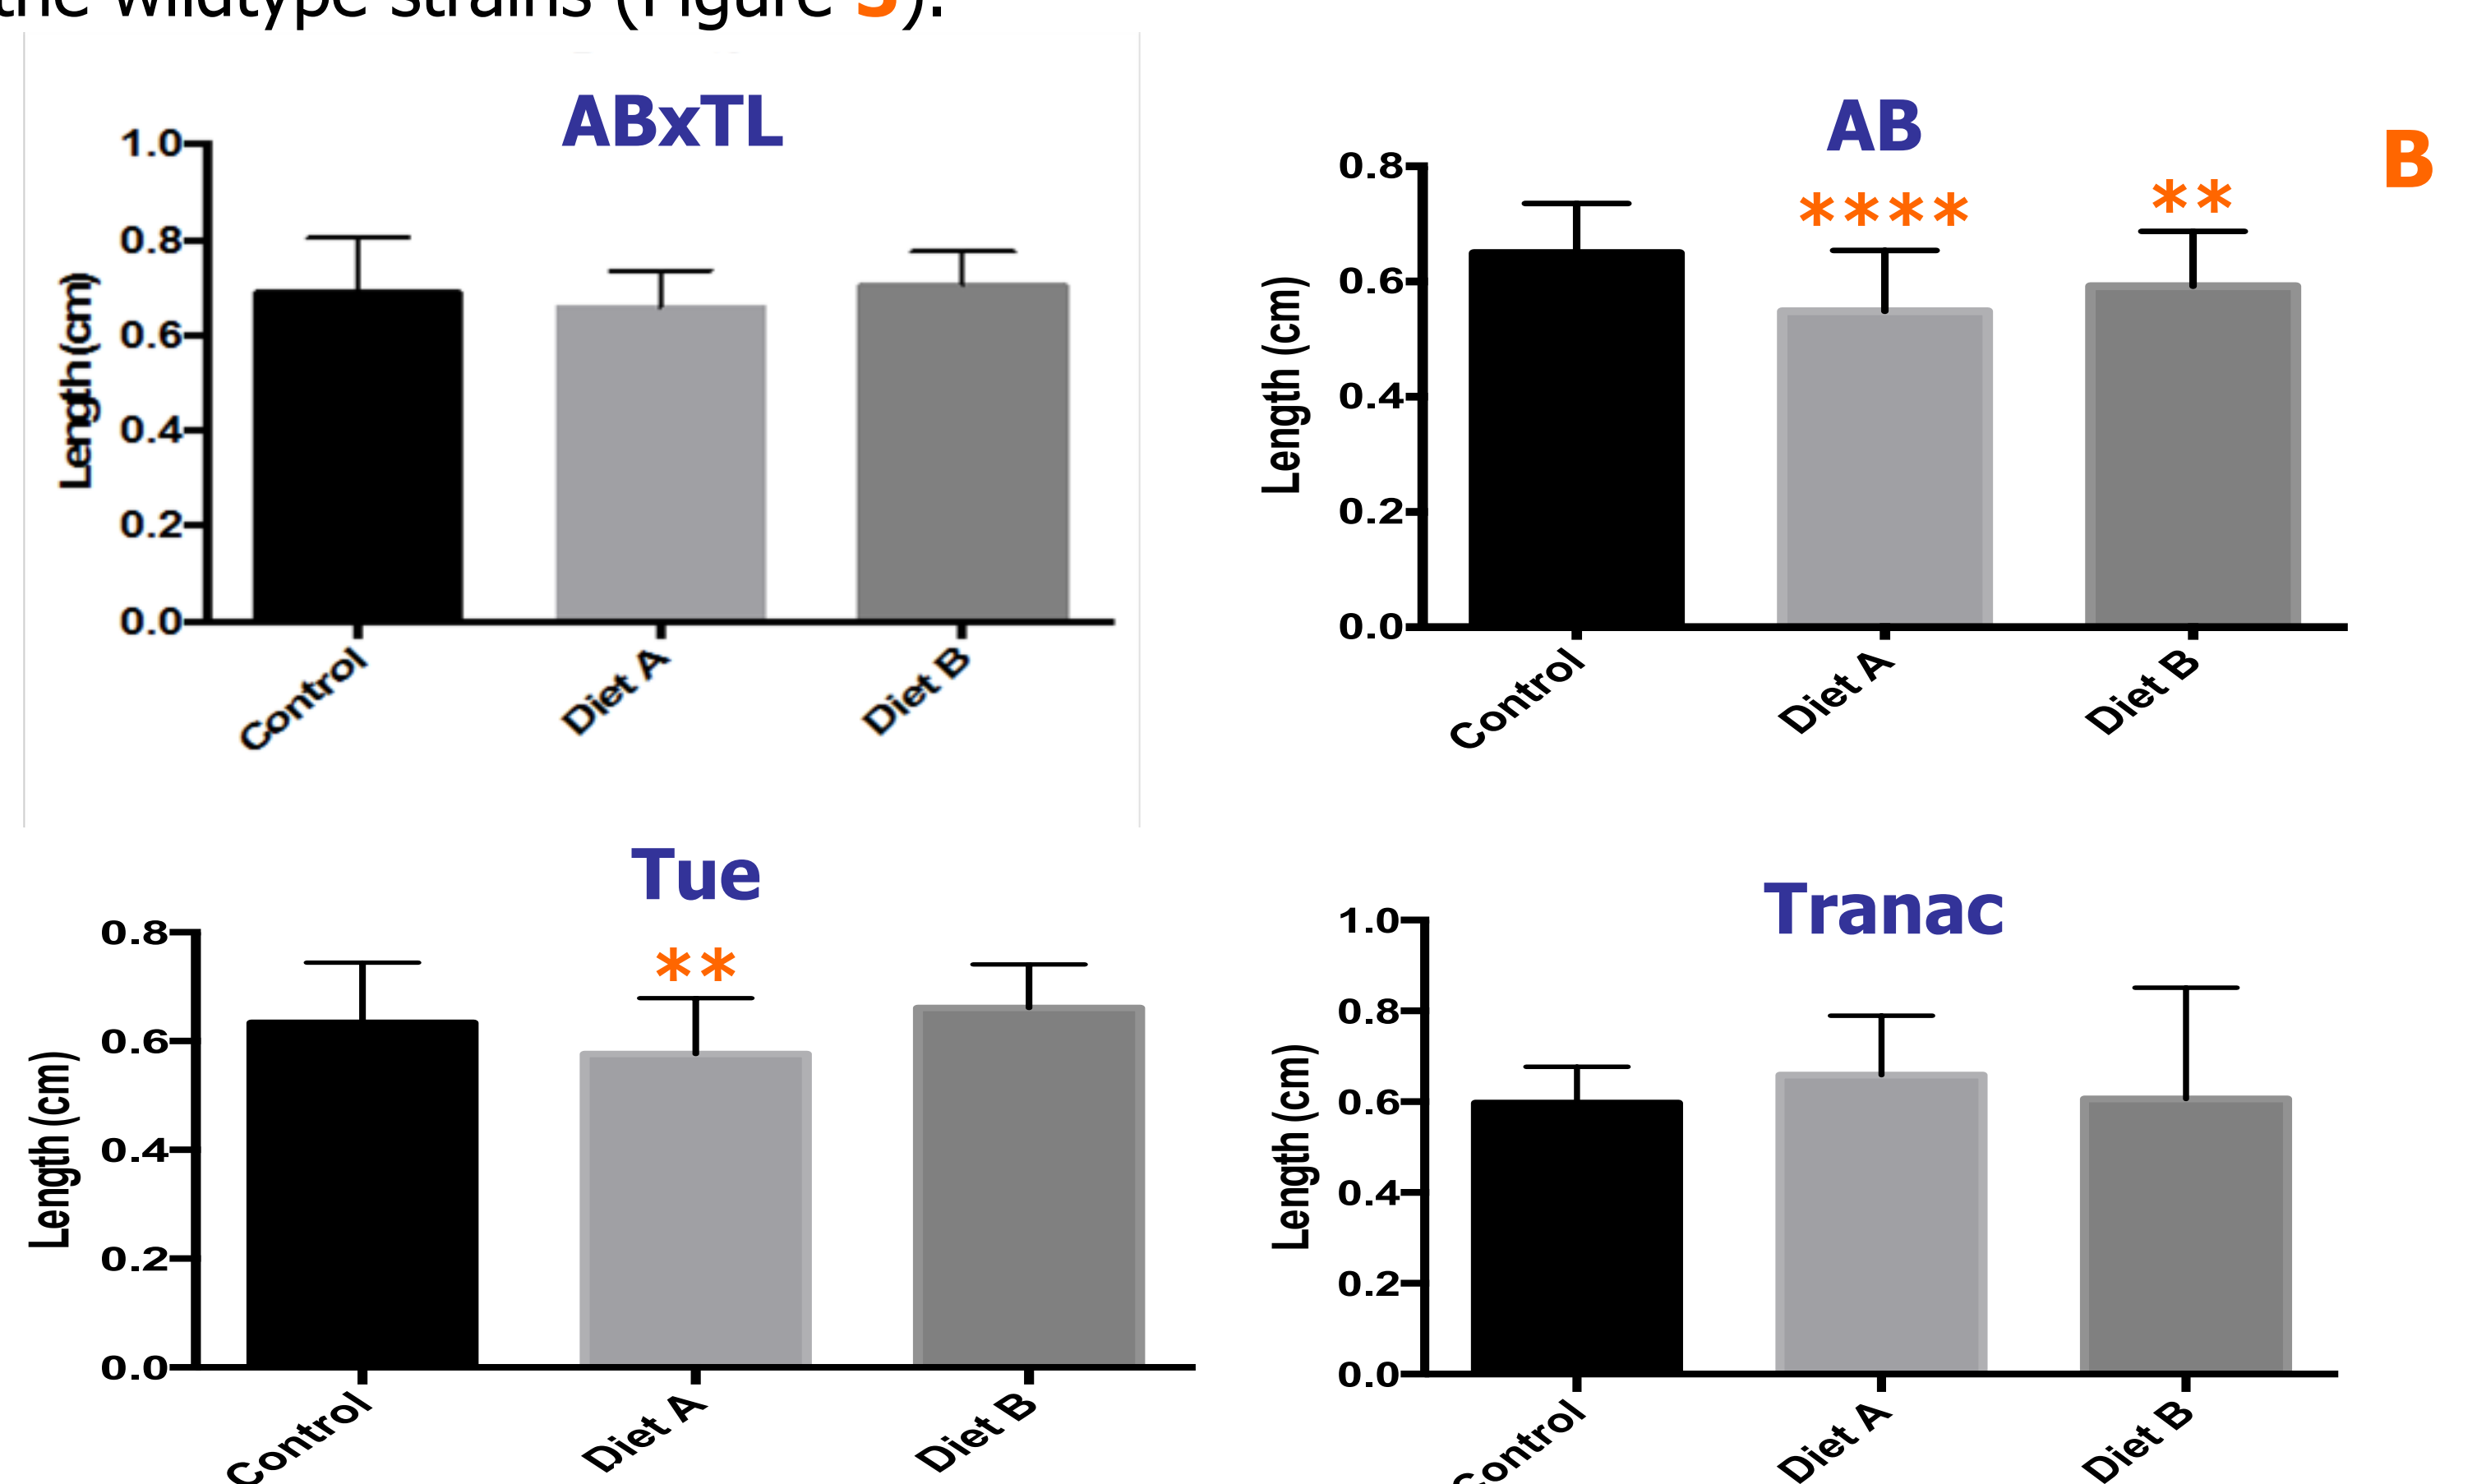 the wildtype strains (Figure 3).
ABxTL
1.0
0.8
0.6
0.4
0.2
0.0
Length (cm)
Control
Diet A
Diet B
AB
B
0.8
0.6
0.4
0.2
0.0
Length (cm)
****
**
Control
Diet A
Diet B
Tue
0.8
0.6
0.4
0.2
0.0
Length (cm)
**
Control
Diet A
Diet B
Tranac
1.0
0.8
0.6
0.4
0.2
0.0
Length (cm)
Control
Diet A
Diet B